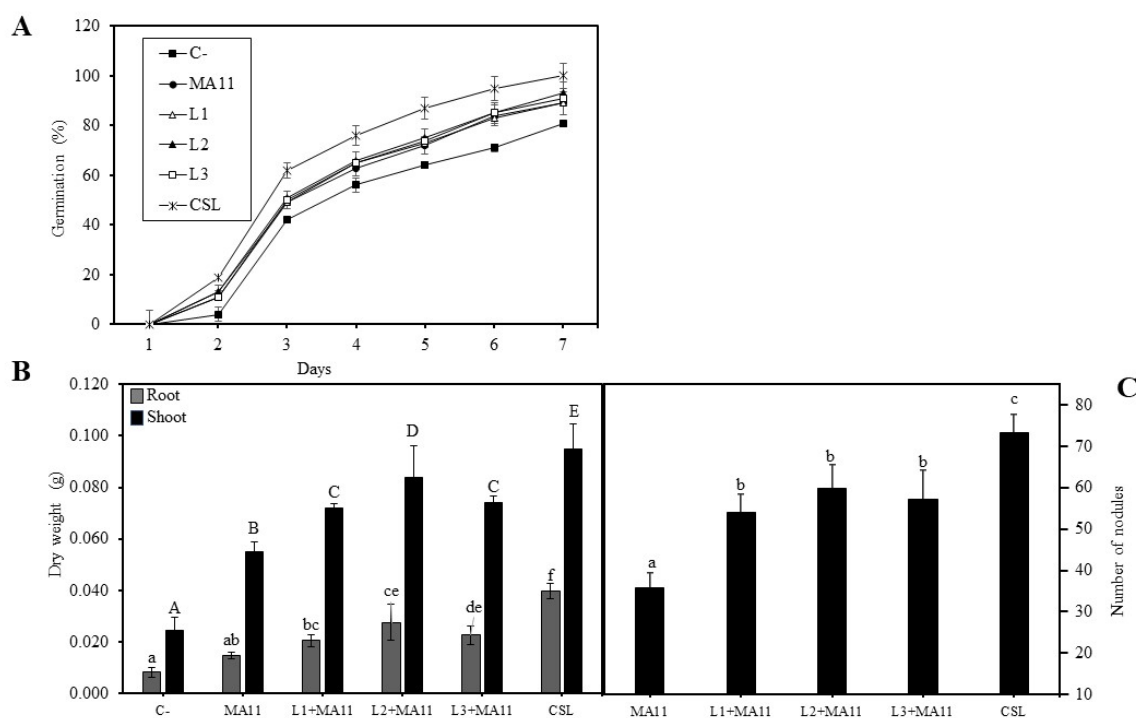 A
120
100
80
60
40
20
0
Germination (%)
C-
MA11
L1
L2
L3
CSL
1 2 3 4 5 6 7
Days
B
0.120
0.100
0.080
0.060
0.040
0.020
0.000
Dry weight (g)
Root
Shoot
a A ab B bc C ce D de C f E
C- MA11 L1+MA11 L2+MA11 L3+MA11 CSL
C
80
70
60
50
40
30
20
10
Number of nodules
a b b b c
MA11 L1+MA11 L2+MA11 L3+MA11 CSL